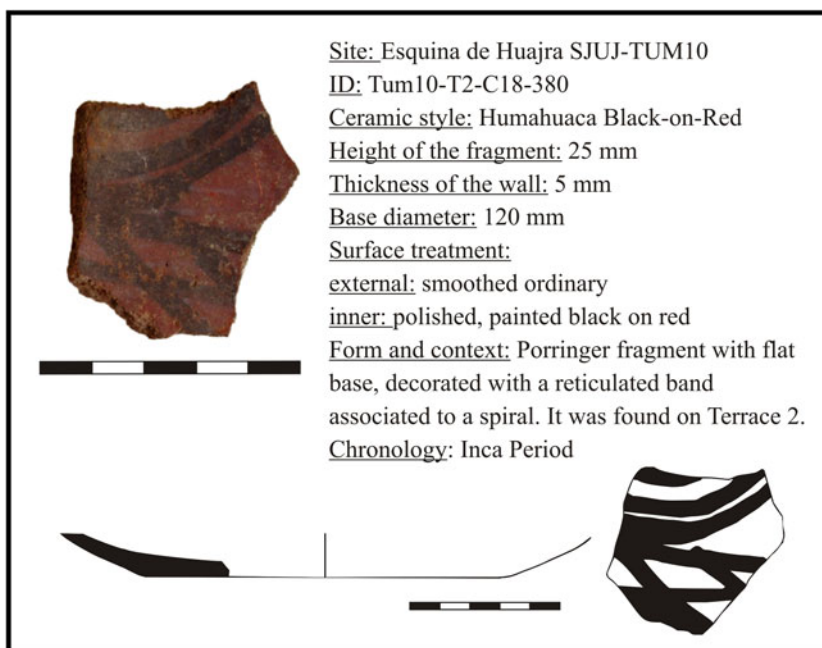 Site: Esquina de Huajra SJUJ-TUM10
ID: Tum10-T2-C18-380
Ceramic style: Humahuaca Black-on-Red
Height of the fragment: 25 mm
Thickness of the wall: 5 mm
Base diameter: 120 mm
Surface treatment:
external: smoothed ordinary
inner: polished, painted black on red
Form and context: Porringer fragment with flat
base, decorated with a reticulated band
associated to a spiral. It was found on Terrace 2.
Chronology: Inca Period